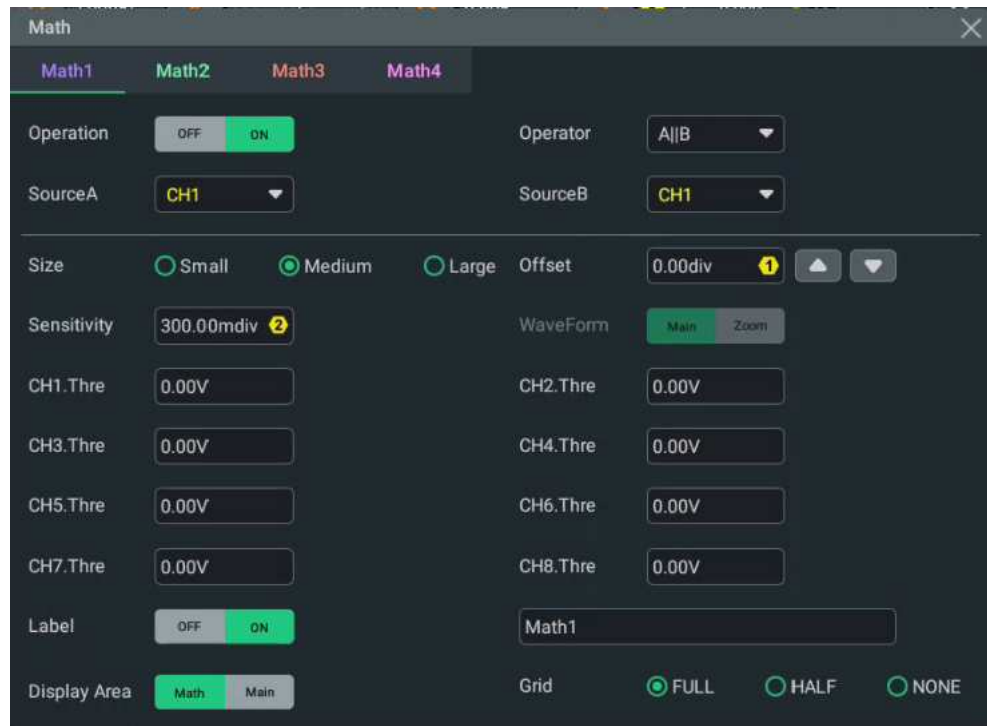 Math
Math1 Math2 Math3 Math4
Operation OFF ON Operator A||B
SourceA CH1 SourceB CH1
Size Small Medium Large Offset 0.00div 1
Sensitivity 300.00mdiv 2 WaveForm Main Zoom
CH1.Thre 0.00V CH2.Thre 0.00V
CH3.Thre 0.00V CH4.Thre 0.00V
CH5.Thre 0.00V CH6.Thre 0.00V
CH7.Thre 0.00V CH8.Thre 0.00V
Label OFF ON Math1
Display Area Math Main Grid FULL HALF NONE